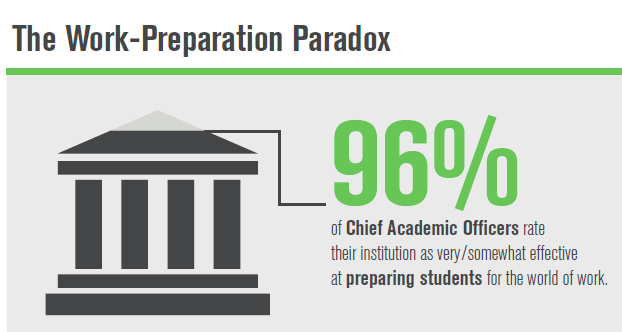 The Work-Preparation Paradox
96%
of Chief Academic Officers rate
their institution as very/somewhat effective
at preparing students for the world of work.